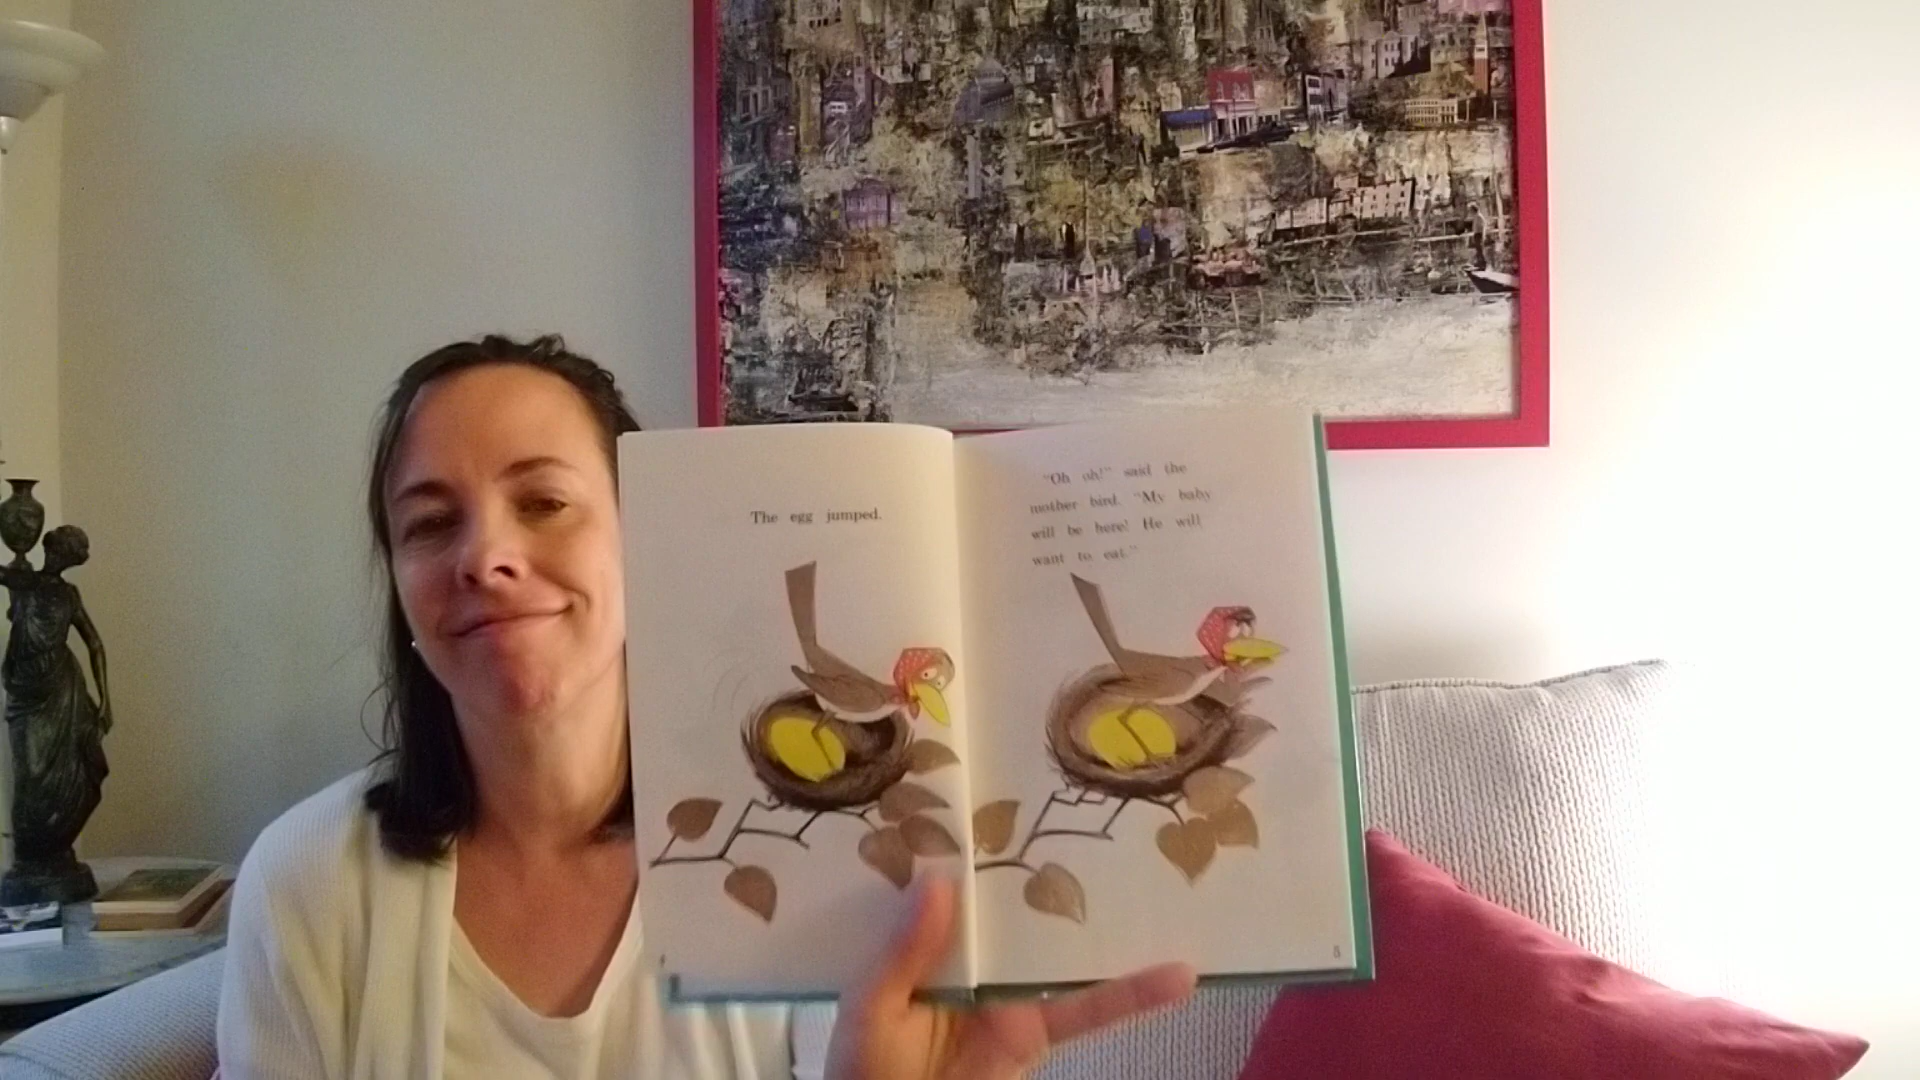 The egg jumped.
"Oh oh!" said the
mother bird. "My baby
will be here! He will
want to eat."
5